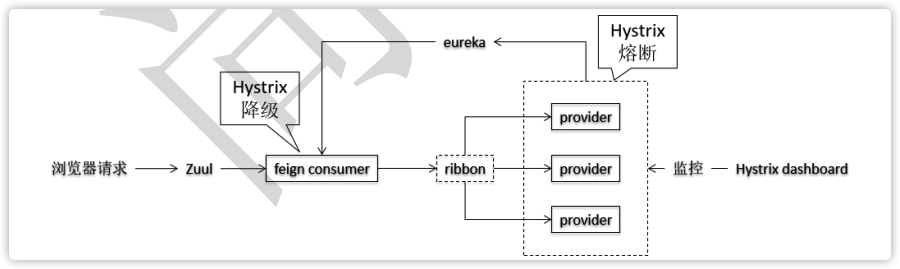 Hystrix
熔断
eureka
Hystrix
降级
provider
浏览器请求
Zuul
feign consumer
ribbon
provider
监控
Hystrix dashboard
provider